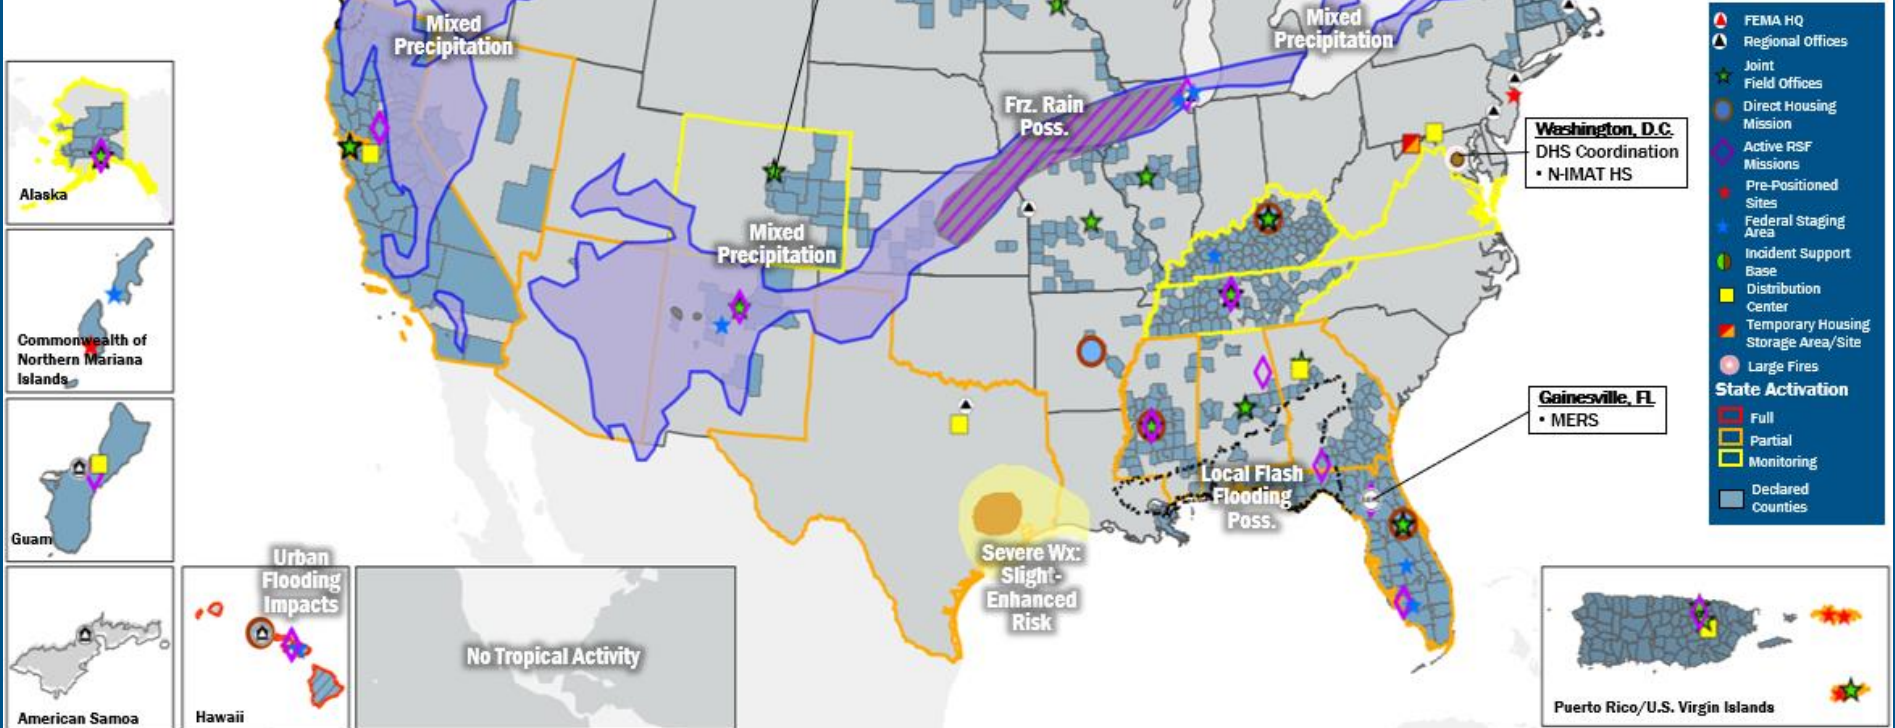 Mixed
Precipitation
Mixed
Precipitation
Frz. Rain
Poss.
Mixed
Precipitation
Local Flash
Flooding
Poss.
Severe Wx:
Slight-
Enhanced
Risk
Washington, D.C.
DHS Coordination
• N-IMAT HS
Gainesville, FL
• MERS
Alaska
Commonwealth of
Northern Mariana
Islands
Guam
American Samoa
Urban
Flooding
Impacts
Hawaii
No Tropical Activity
Puerto Rico/U.S. Virgin Islands
FEMA HQ
Regional Offices
Joint
Field Offices
Direct Housing
Mission
Active RSF
Missions
Pre-Positioned
Sites
Federal Staging
Area
Incident Support
Base
Distribution
Center
Temporary Housing
Storage Area/Site
Large Fires
State Activation
Full
Partial
Monitoring
Declared
Counties